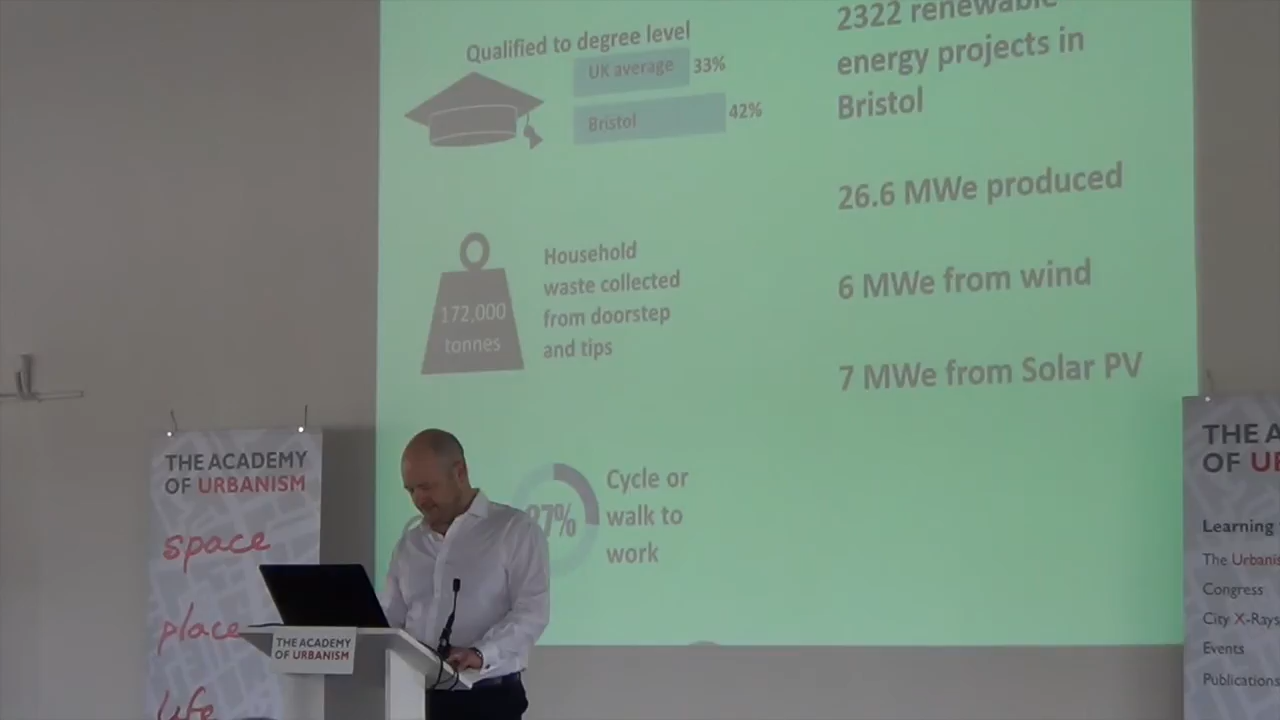 Qualified to degree level
UK average 33%
Bristol 42%
172,000
tonnes
Household
waste collected
from doorstep
and tips
Cycle or
walk to
work
2322 renewable
energy projects in
Bristol
26.6 MWe produced
6 MWe from wind
7 MWe from Solar PV
THE ACADEMY
OF URBANISM
space
place
life
THE ACADEMY
OF URBANISM
THE A
OF U
Learning
The Urbanis
Congress
City X-Rays
Events
Publications